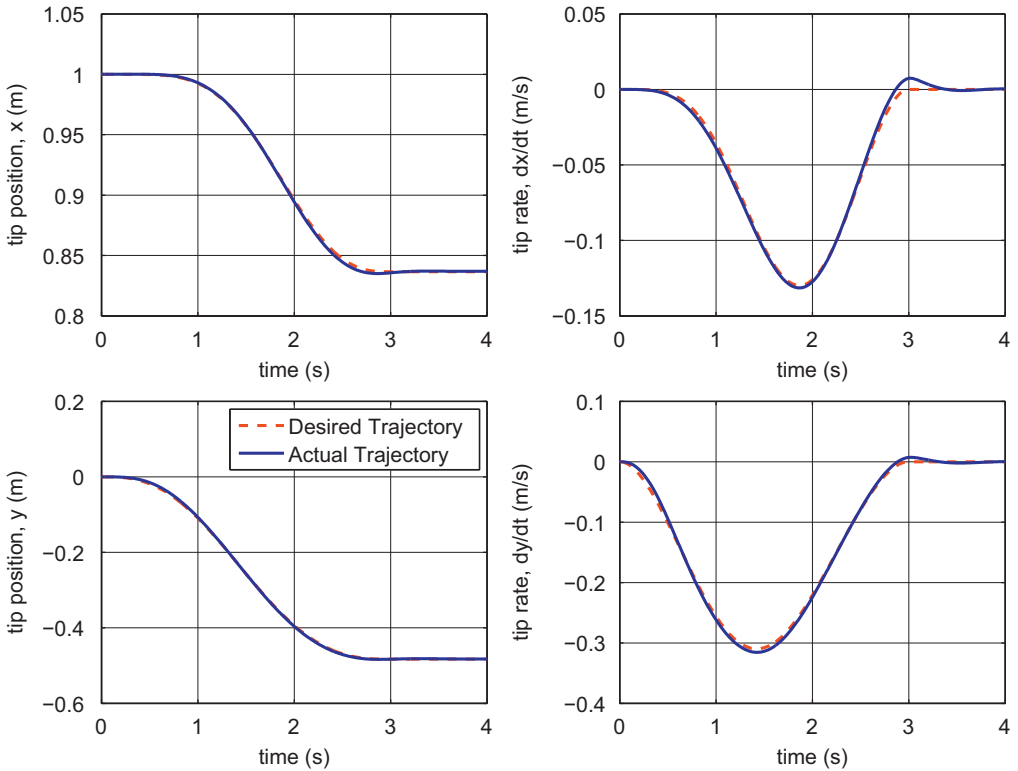 1.05
1
0.95
0.9
0.85
0.8
tip position, x (m)
0 1 2 3 4
time (s)
0.05
0
−0.05
−0.1
−0.15
tip rate, dx/dt (m/s)
0 1 2 3 4
time (s)
0.2
0
−0.2
−0.4
−0.6
tip position, y (m)
Desired Trajectory
Actual Trajectory
0 1 2 3 4
time (s)
0.1
0
−0.1
−0.2
−0.3
−0.4
tip rate, dy/dt (m/s)
0 1 2 3 4
time (s)